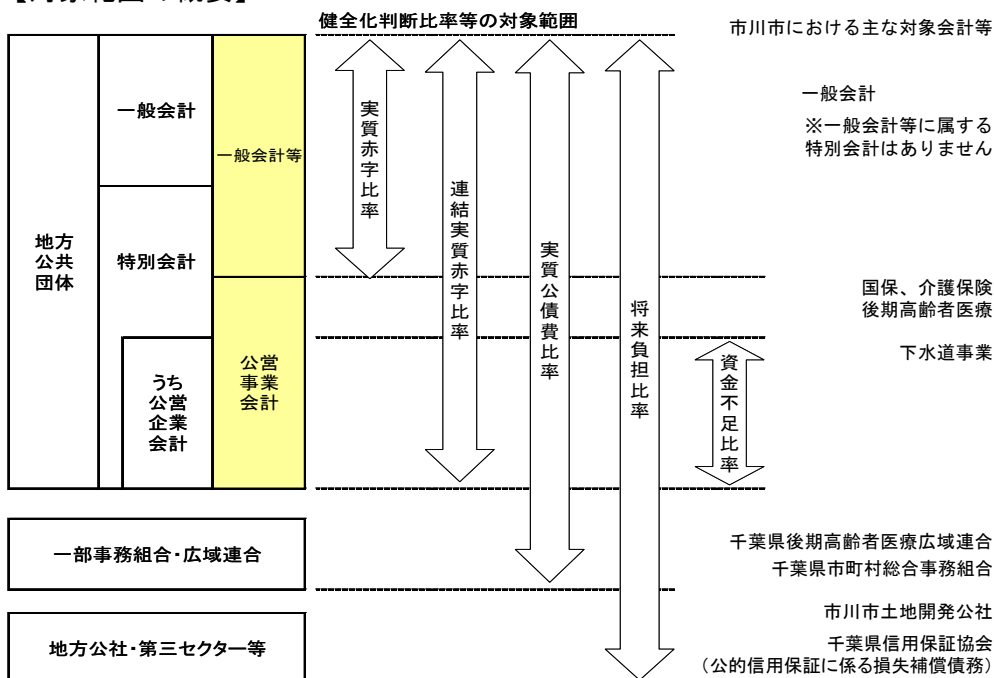 健全化判断比率等の対象範囲
市川市における主な対象会計等
地方
公共
団体
一般会計
特別会計
うち
公営
企業
会計
一般会計等
公営
事業
会計
実質赤字比率
連結実質赤字比率
実質公債費比率
将来負担比率
資金不足比率
一般会計
※一般会計等に属する
特別会計はありません
国保、介護保険
後期高齢者医療
下水道事業
一部事務組合・広域連合
千葉県後期高齢者医療広域連合
千葉県市町村総合事務組合
地方公社・第三セクター等
市川市土地開発公社
千葉県信用保証協会
(公的信用保証に係る損失補償債務)